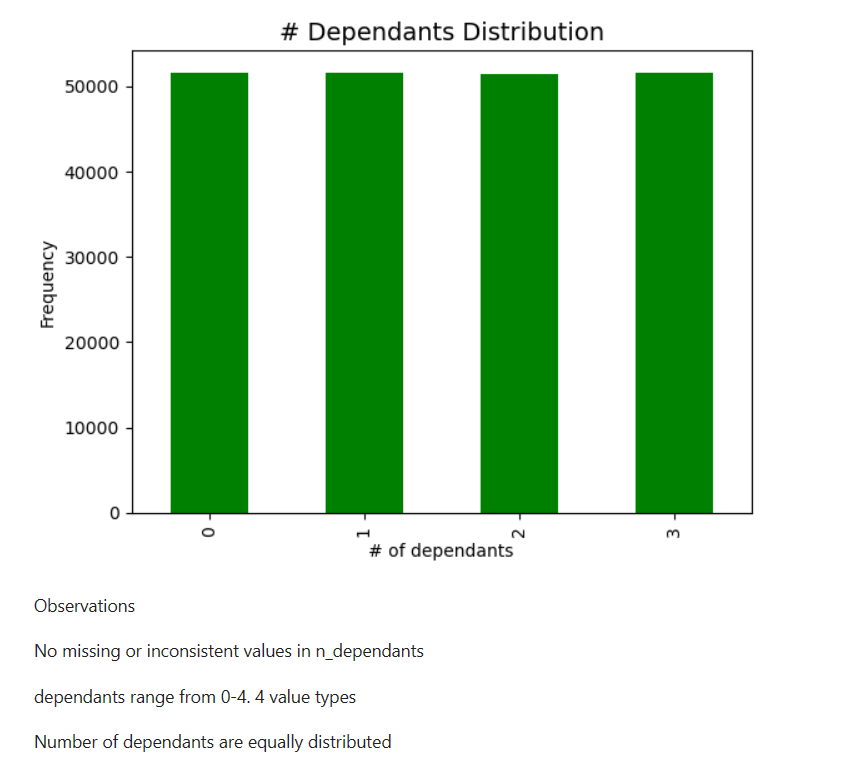 # Dependants Distribution
50000
40000
30000
20000
10000
0
Frequency
0 1 2 3
# of dependants
Observations
No missing or inconsistent values in n_dependants
dependants range from 0-4. 4 value types
Number of dependants are equally distributed